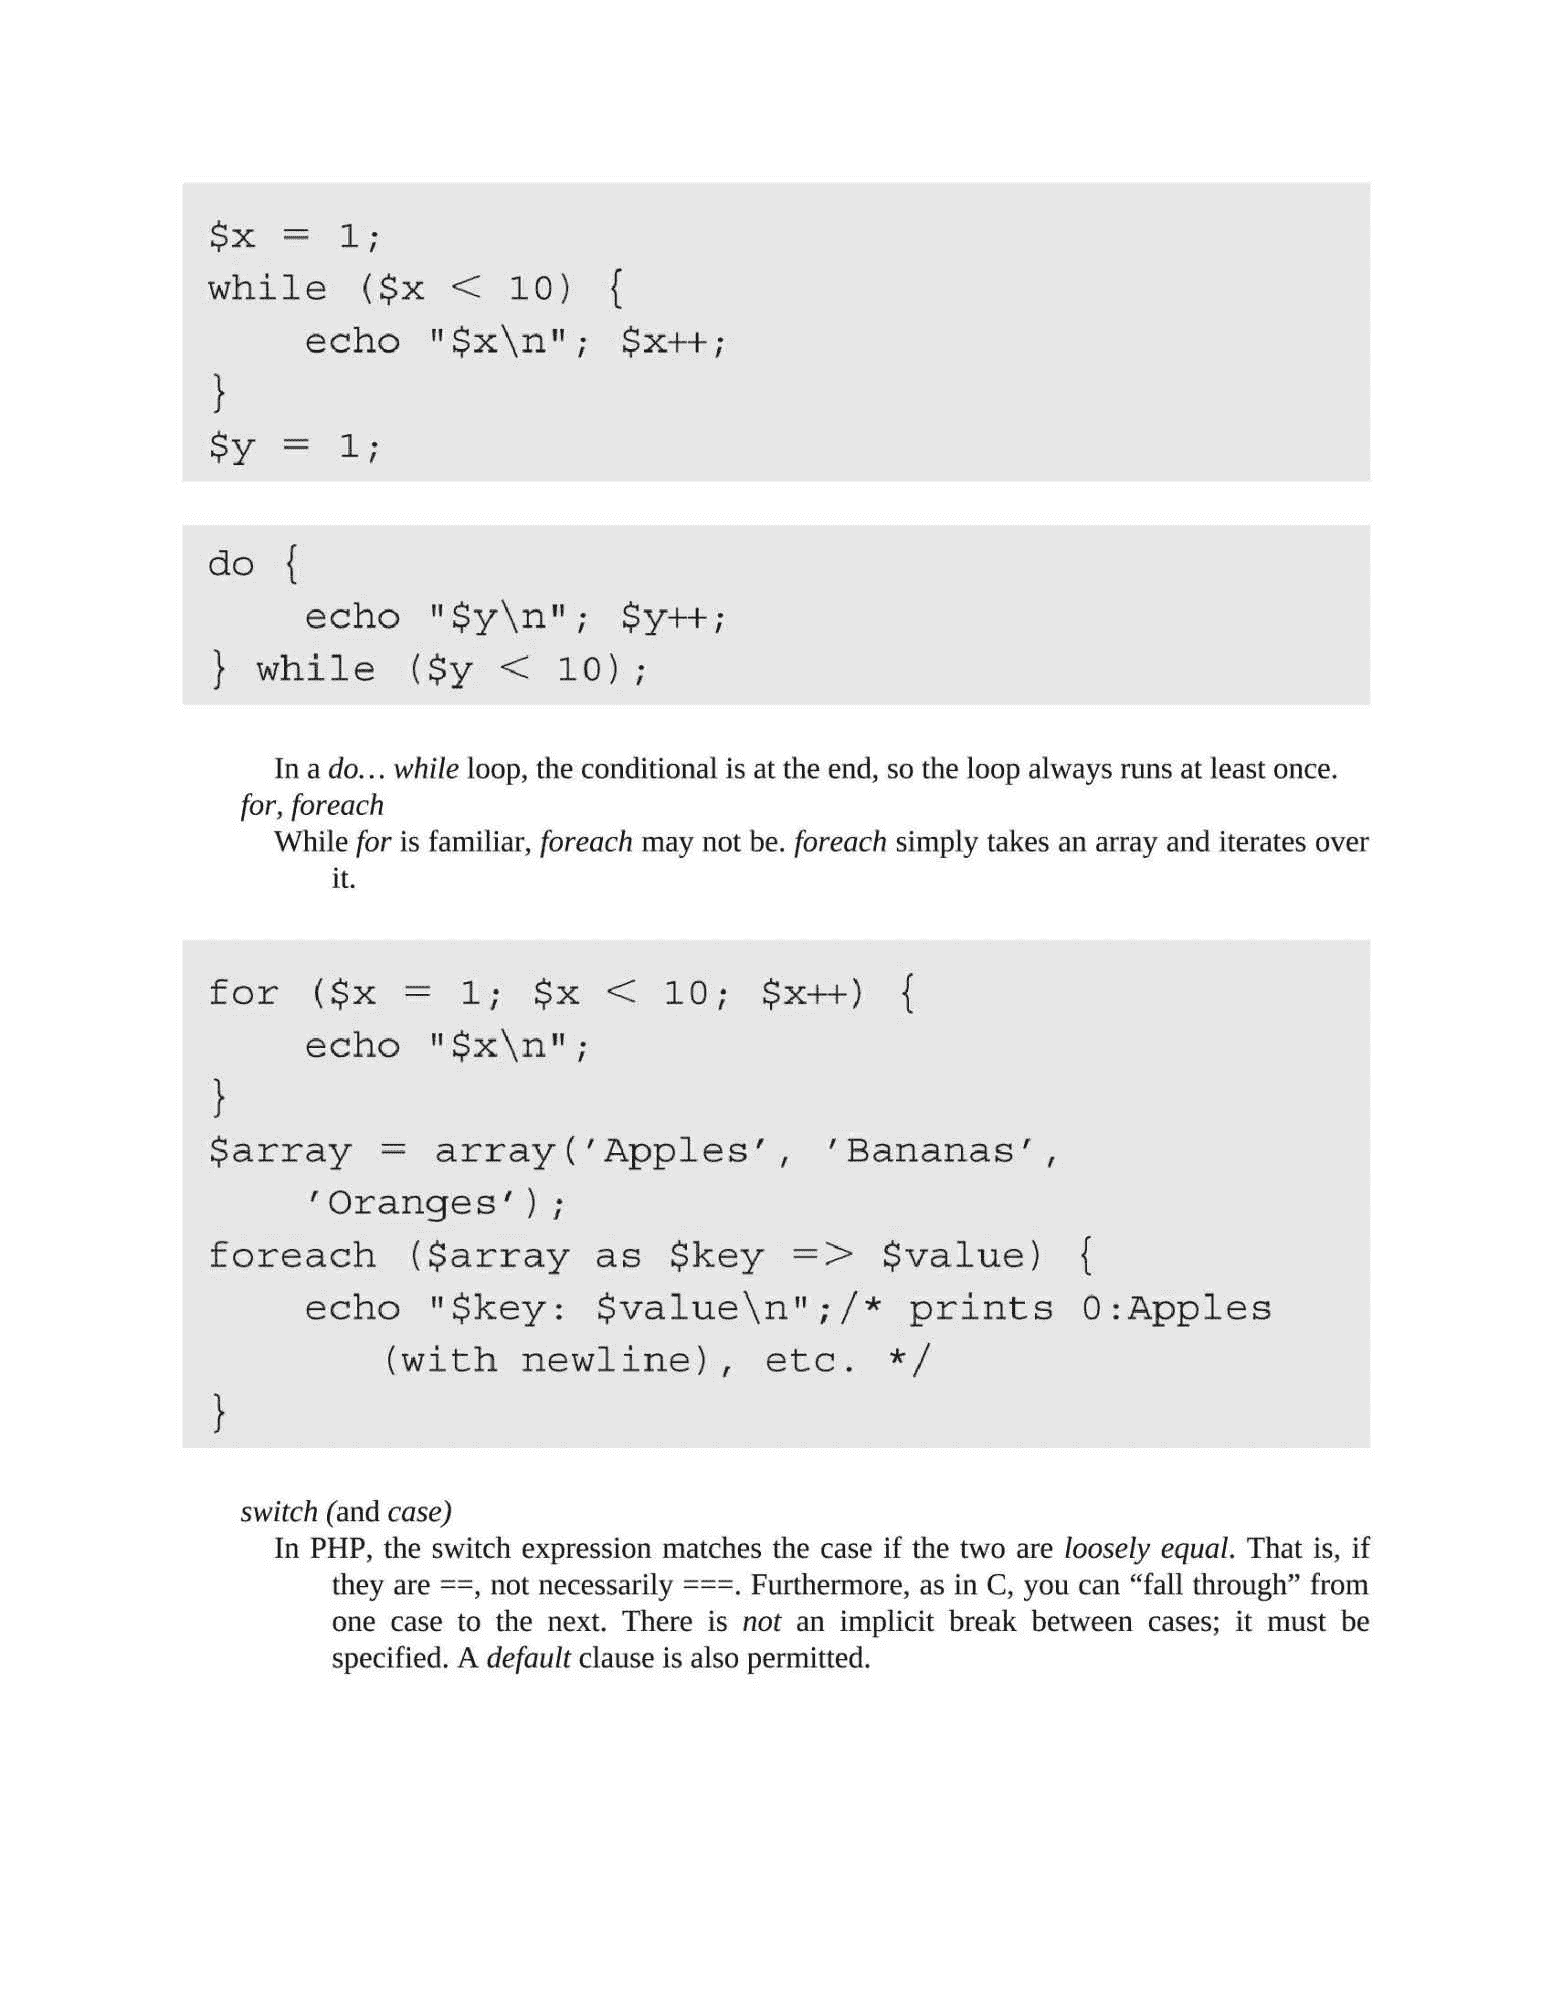 $x = 1;
while ($x < 10) {
    echo "$x\n"; $x++;
}
$y = 1;
do {
    echo "$y\n"; $y++;
} while ($y < 10);
In a do… while loop, the conditional is at the end, so the loop always runs at least once.
for, foreach
While for is familiar, foreach may not be. foreach simply takes an array and iterates over
it.
for ($x = 1; $x < 10; $x++) {
    echo "$x\n";
}
$array = array('Apples', 'Bananas',
    'Oranges');
foreach ($array as $key => $value) {
    echo "$key: $value\n";/* prints 0:Apples
       (with newline), etc. */
}
switch (and case)
In PHP, the switch expression matches the case if the two are loosely equal. That is, if
they are ==, not necessarily ===. Furthermore, as in C, you can “fall through” from
one case to the next. There is not an implicit break between cases; it must be
specified. A default clause is also permitted.